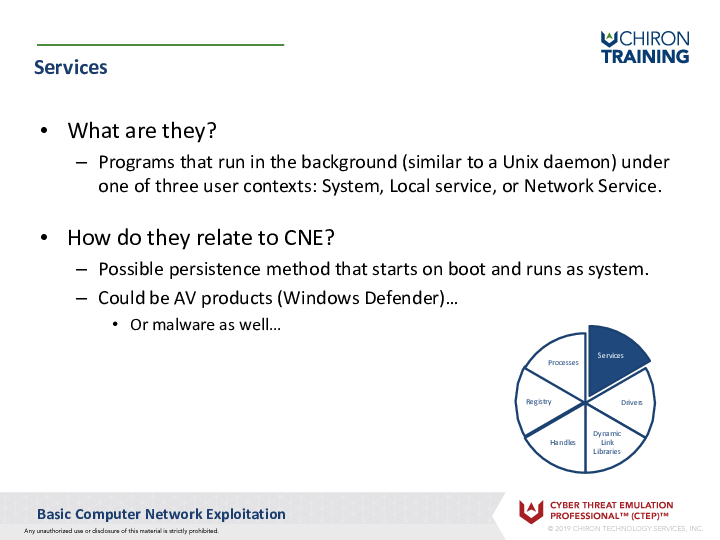 CHIRON
TRAINING
Services
• What are they?
– Programs that run in the background (similar to a Unix daemon) under
one of three user contexts: System, Local service, or Network Service.
• How do they relate to CNE?
– Possible persistence method that starts on boot and runs as system.
– Could be AV products (Windows Defender)…
• Or malware as well…
Services
Processes
Registry
Drivers
Handles
Dynamic
Link
Libraries
Basic Computer Network Exploitation
Any unauthorized use or disclosure of this material is strictly prohibited.
CYBER THREAT EMULATION
PROFESSIONAL™ (CTEP)™
© 2019 CHIRON TECHNOLOGY SERVICES, INC.